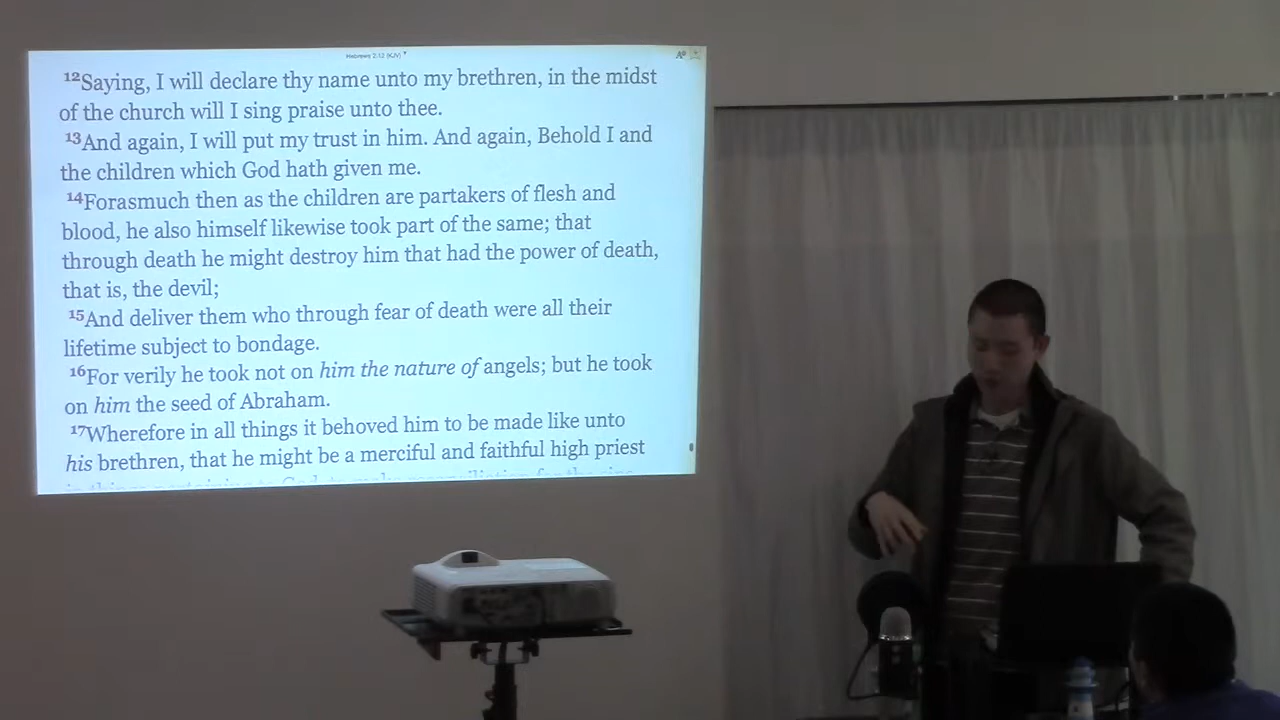 Hebrews 2:12 (KJV)
12Saying, I will declare thy name unto my brethren, in the midst
of the church will I sing praise unto thee.
13And again, I will put my trust in him. And again, Behold I and
the children which God hath given me.
14Forasmuch then as the children are partakers of flesh and
blood, he also himself likewise took part of the same; that
through death he might destroy him that had the power of death,
that is, the devil;
15And deliver them who through fear of death were all their
lifetime subject to bondage.
16For verily he took not on him the nature of angels; but he took
on him the seed of Abraham.
17Wherefore in all things it behoved him to be made like unto
his brethren, that he might be a merciful and faithful high priest